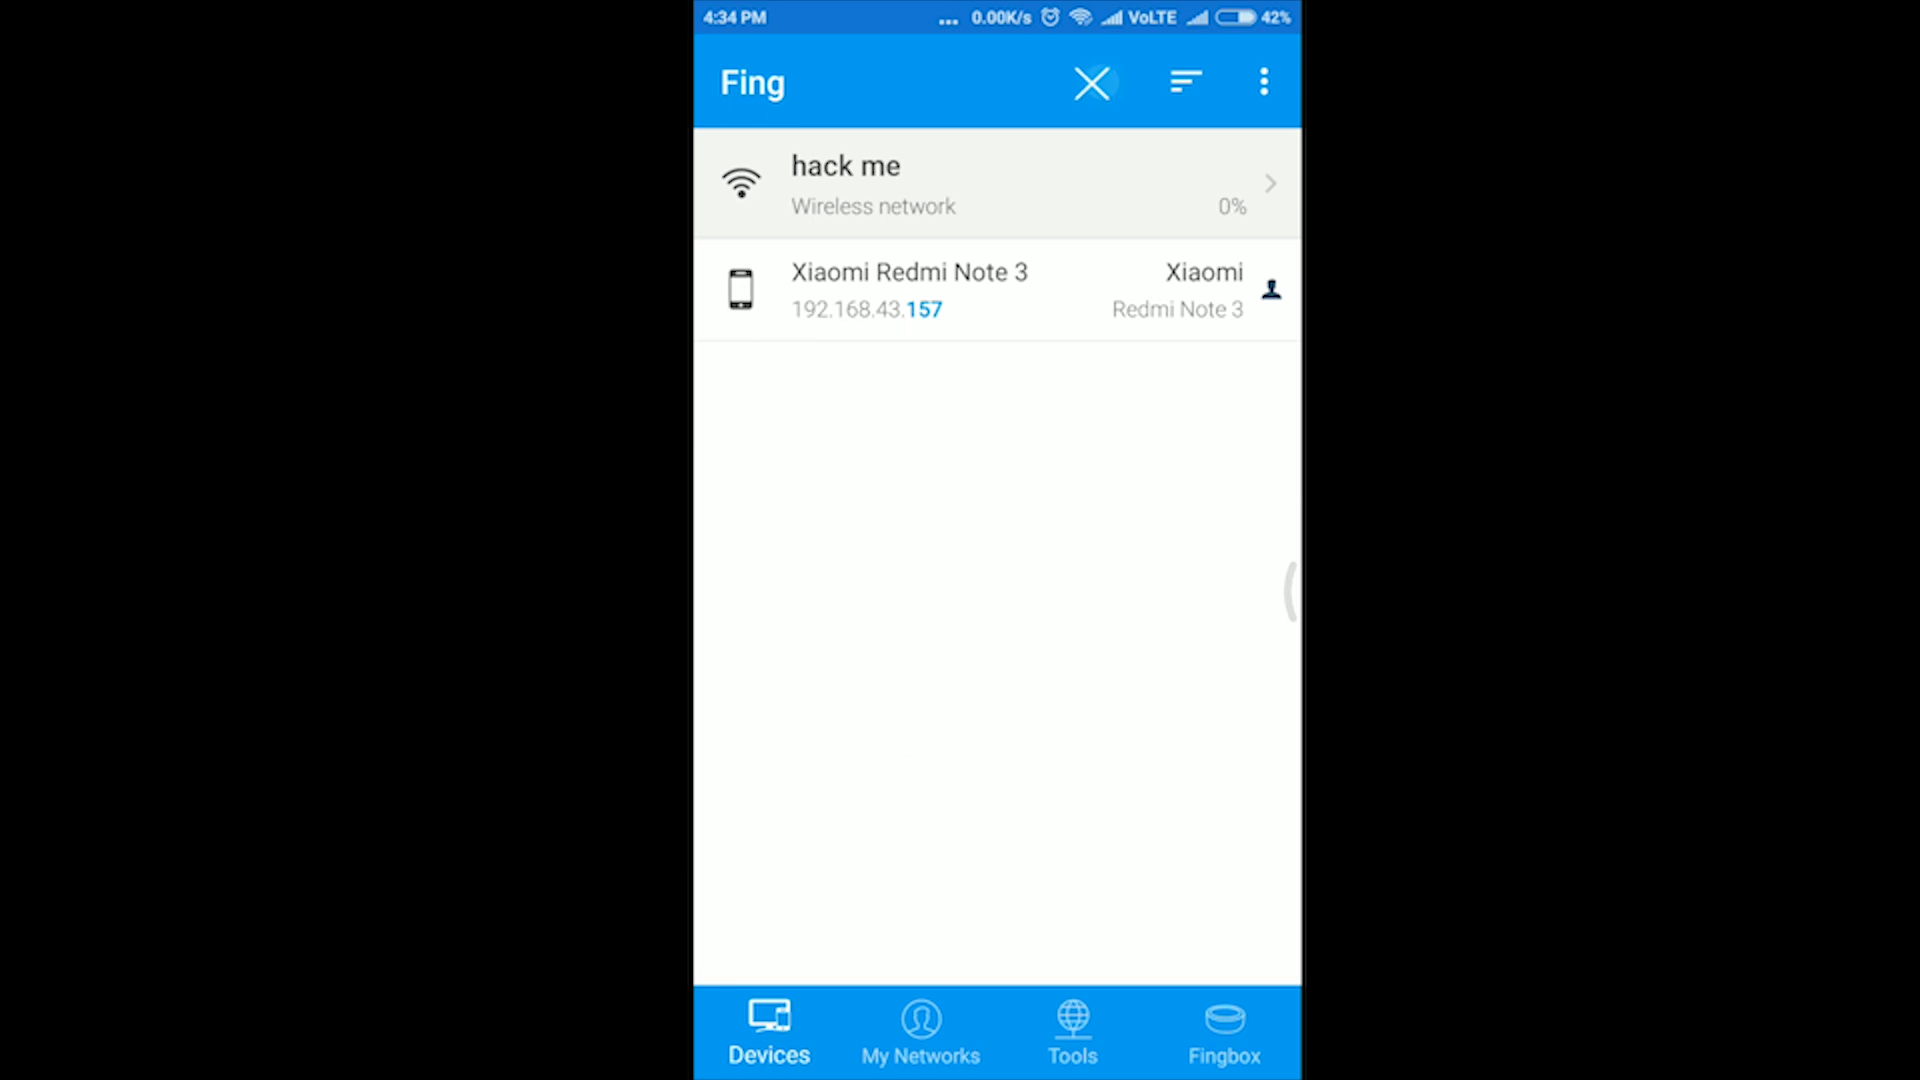 4:34 PM ... 0.00K/s VoLTE 42%
Fing
hack me
Wireless network 0%
Xiaomi Redmi Note 3 Xiaomi
192.168.43.157 Redmi Note 3
Devices My Networks Tools Fingbox